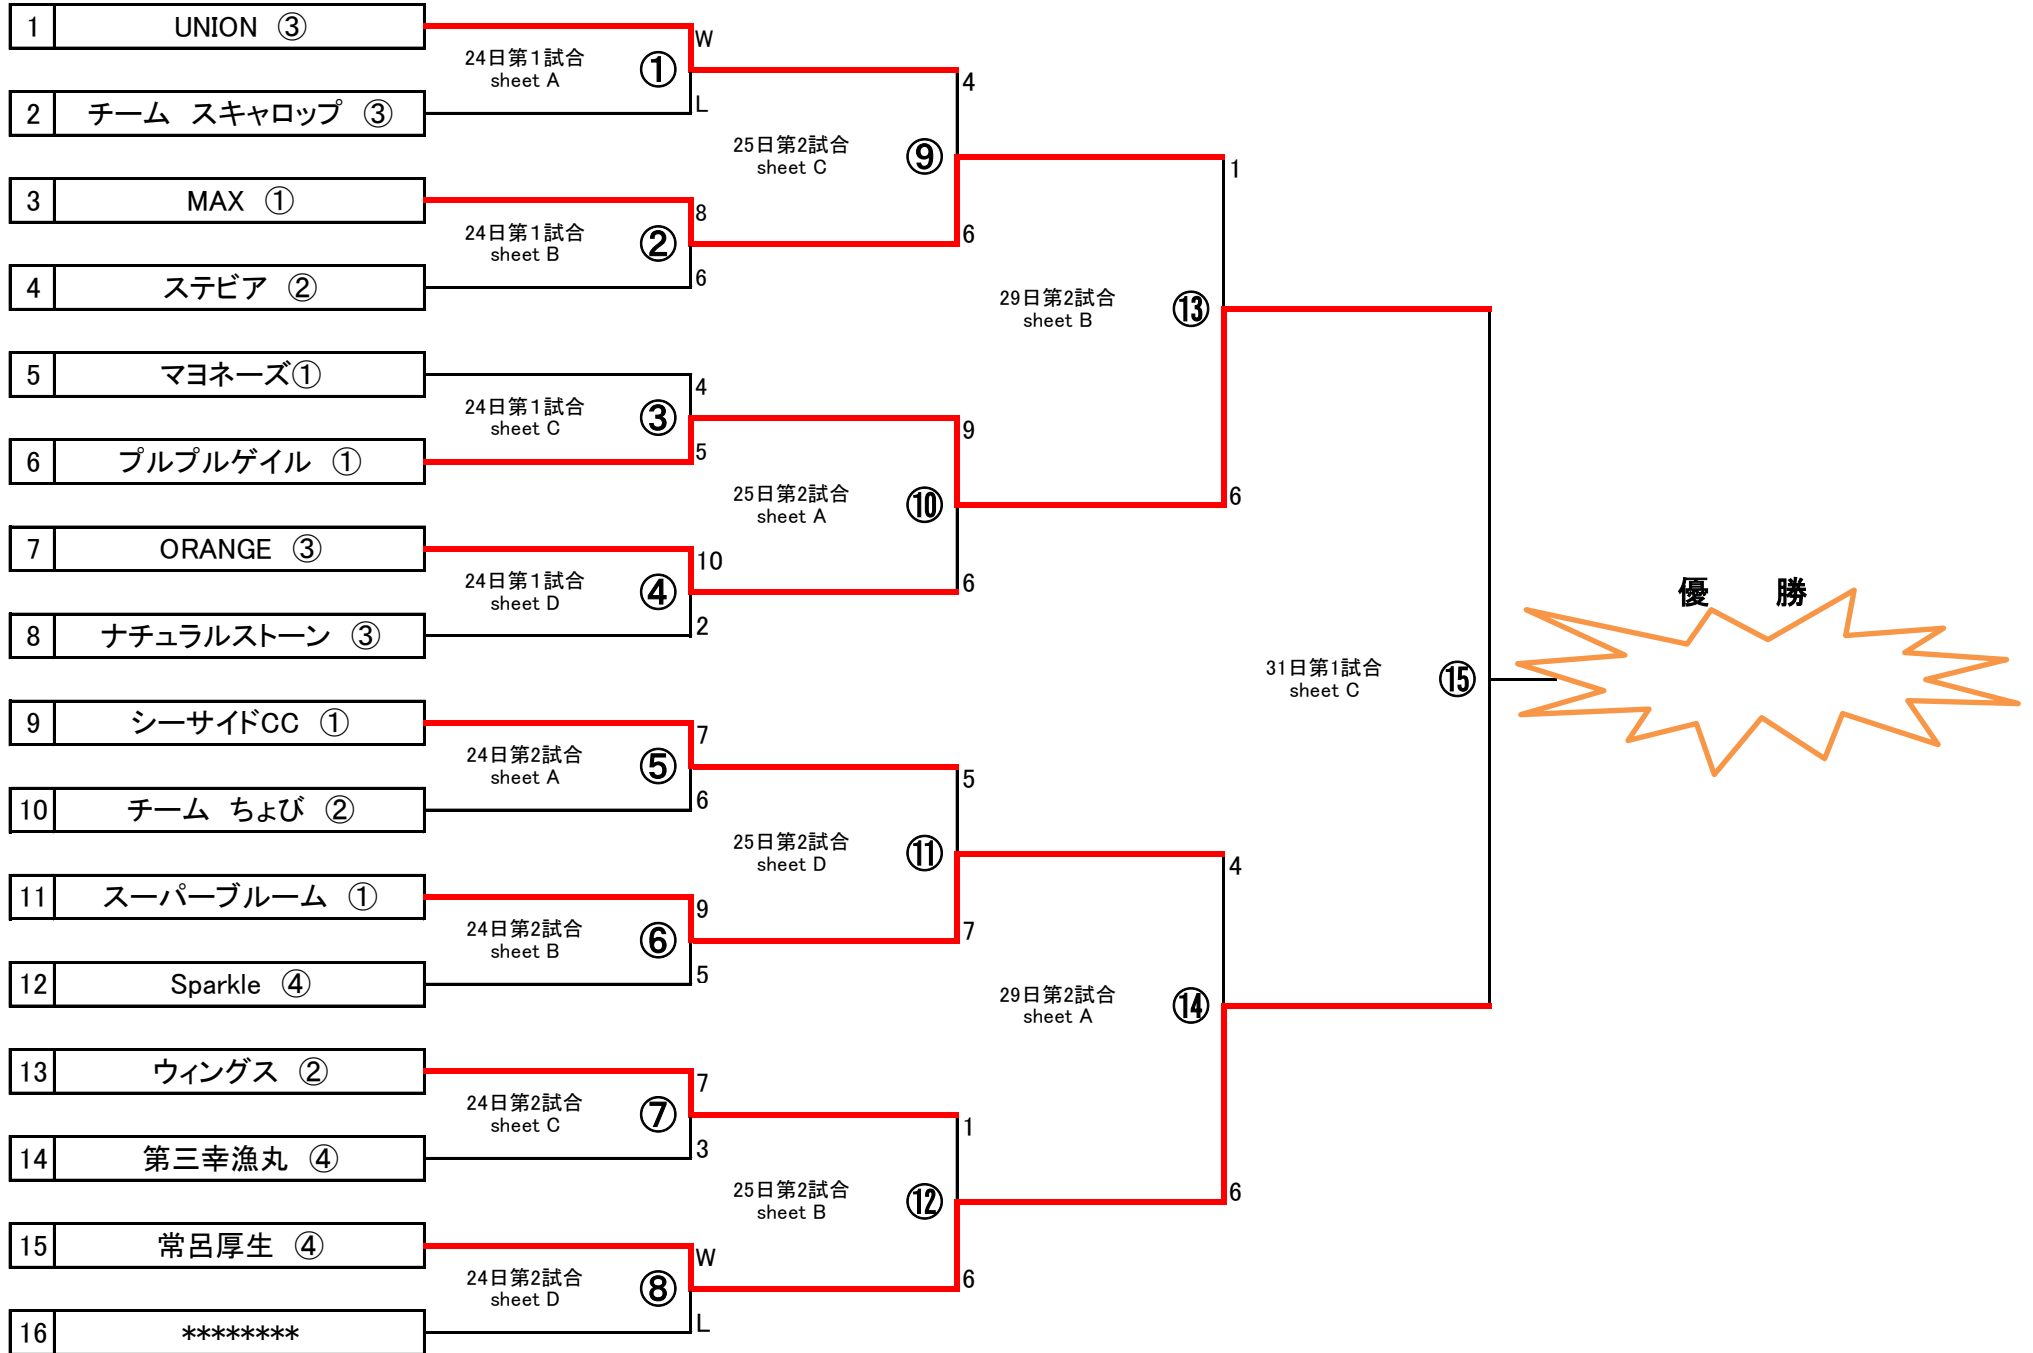 1 UNION ③
W
24日第1試合
sheet A
①
4
2 チーム スキャロップ ③
L
25日第2試合
sheet C
⑨
1
3 MAX ①
8
24日第1試合
sheet B
②
6
4 ステビア ②
6
29日第2試合
sheet B
⑬
5 マヨネーズ①
4
24日第1試合
sheet C
③
9
6 プルプルゲイル ①
5
25日第2試合
sheet A
⑩
6
7 ORANGE ③
10
24日第1試合
sheet D
④
6
8 ナチュラルストーン ③
2
優 勝
31日第1試合
sheet C
⑮
9 シーサイドCC ①
7
24日第2試合
sheet A
⑤
5
10 チーム ちょび ②
6
25日第2試合
sheet D
⑪
4
11 スーパーブルーム ①
9
24日第2試合
sheet B
⑥
7
12 Sparkle ④
5
29日第2試合
sheet A
⑭
13 ウィングス ②
7
24日第2試合
sheet C
⑦
1
14 第三幸漁丸 ④
3
25日第2試合
sheet B
⑫
6
15 常呂厚生 ④
W
24日第2試合
sheet D
⑧
6
16 ********
L